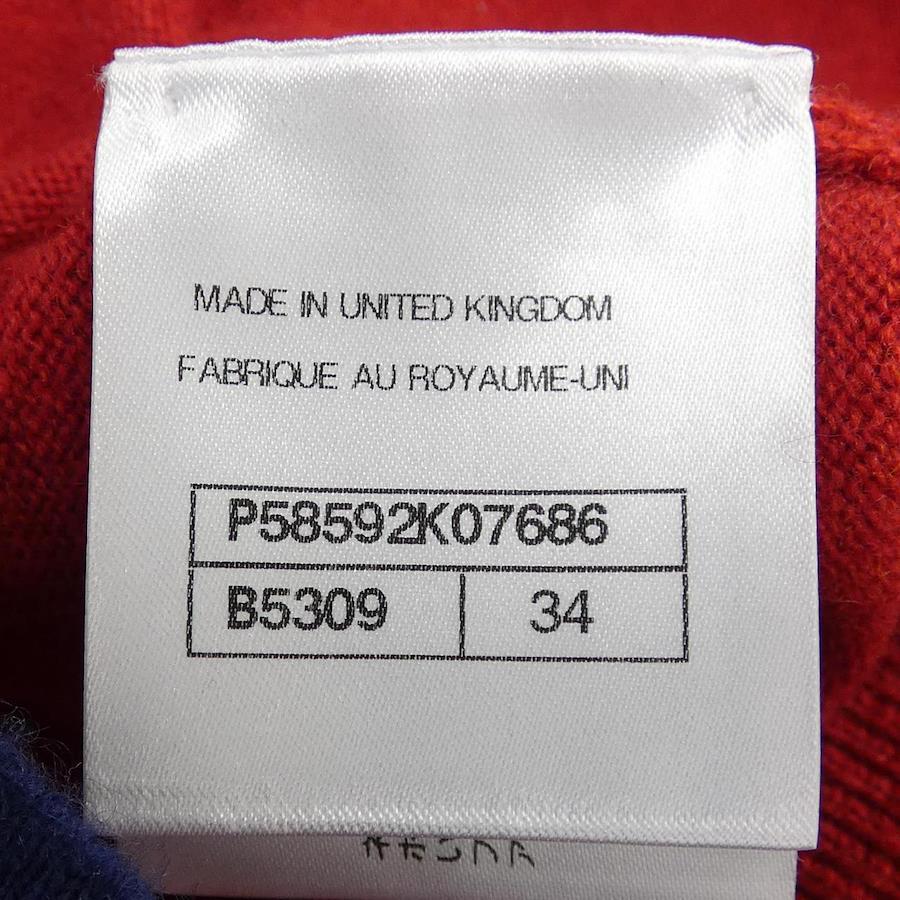 MADE IN UNITED KINGDOM
FABRIQUE AU ROYAUME-UNI
P58592K07686
B5309 34